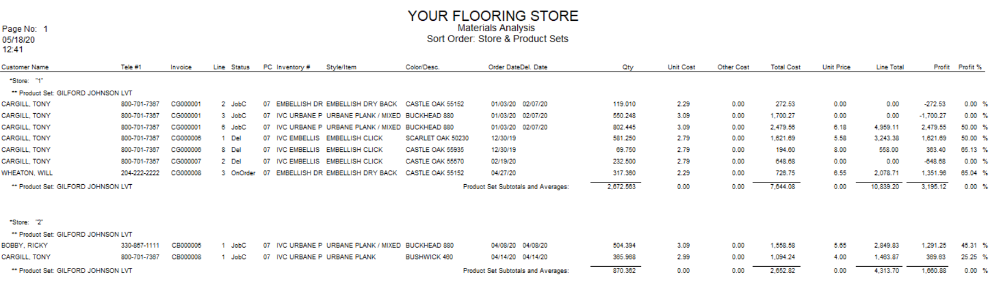 YOUR FLOORING STORE
Materials Analysis
Sort Order: Store & Product Sets
Page No: 1
05/18/20
12:41
Customer Name Tele #1 Invoice Line Status PC Inventory # Style/Item Color/Desc. Order Date Del. Date Qty Unit Cost Other Cost Total Cost Unit Price Line Total Profit Profit %
*Store: "1"
** Product Set: GILFORD JOHNSON LVT
CARGILL, TONY 800-701-7367 CG000001 2 JobC 07 EMBELLISH DR EMBELLISH DRY BACK CASTLE OAK 55152 01/03/20 02/07/20 119.010 2.29 0.00 272.53 0.00 0.00 -272.53 0.00 %
CARGILL, TONY 800-701-7367 CG000001 3 JobC 07 IVC URBANE P URBANE PLANK / MIXED BUCKHEAD 880 01/03/20 02/07/20 550.248 3.09 0.00 1,700.27 0.00 0.00 -1,700.27 0.00 %
CARGILL, TONY 800-701-7367 CG000001 6 JobC 07 IVC URBANE P URBANE PLANK / MIXED BUCKHEAD 880 01/03/20 02/07/20 802.445 3.09 0.00 2,479.56 6.18 4,959.11 2,479.55 50.00 %
CARGILL, TONY 800-701-7367 CG000006 1 Del 07 IVC EMBELLIS EMBELLISH CLICK SCARLET OAK 50230 12/30/19 581.250 2.79 0.00 1,621.69 5.58 3,243.38 1,621.69 50.00 %
CARGILL, TONY 800-701-7367 CG000006 8 Del 07 IVC EMBELLIS EMBELLISH CLICK CASTLE OAK 55935 12/30/19 69.750 2.79 0.00 194.60 8.00 558.00 363.40 65.13 %
CARGILL, TONY 800-701-7367 CG000007 2 Del 07 IVC EMBELLIS EMBELLISH CLICK CASTLE OAK 55570 02/19/20 232.500 2.79 0.00 648.68 0.00 0.00 -648.68 0.00 %
WHEATON, WILL 204-222-2222 CG000008 3 OnOrder 07 EMBELLISH DR EMBELLISH DRY BACK CASTLE OAK 55152 04/27/20 317.360 2.29 0.00 726.75 6.55 2,078.71 1,351.96 65.04 %
** Product Set: GILFORD JOHNSON LVT Product Set Subtotals and Averages: 2,672.563 0.00 0.00 7,644.08 0.00 10,839.20 3,195.12 0.00 %
*Store: "2"
** Product Set: GILFORD JOHNSON LVT
BOBBY, RICKY 330-867-1111 CB000006 1 JobC 07 IVC URBANE P URBANE PLANK / MIXED BUCKHEAD 880 04/08/20 04/08/20 504.394 3.09 0.00 1,558.58 5.65 2,849.83 1,291.25 45.31 %
CARGILL, TONY 800-701-7367 CB000008 1 JobC 07 IVC URBANE P URBANE PLANK BUSHWICK 460 04/14/20 04/14/20 365.968 2.99 0.00 1,094.24 4.00 1,463.87 369.63 25.25 %
** Product Set: GILFORD JOHNSON LVT Product Set Subtotals and Averages: 870.362 0.00 0.00 2,652.82 0.00 4,313.70 1,660.88 0.00 %